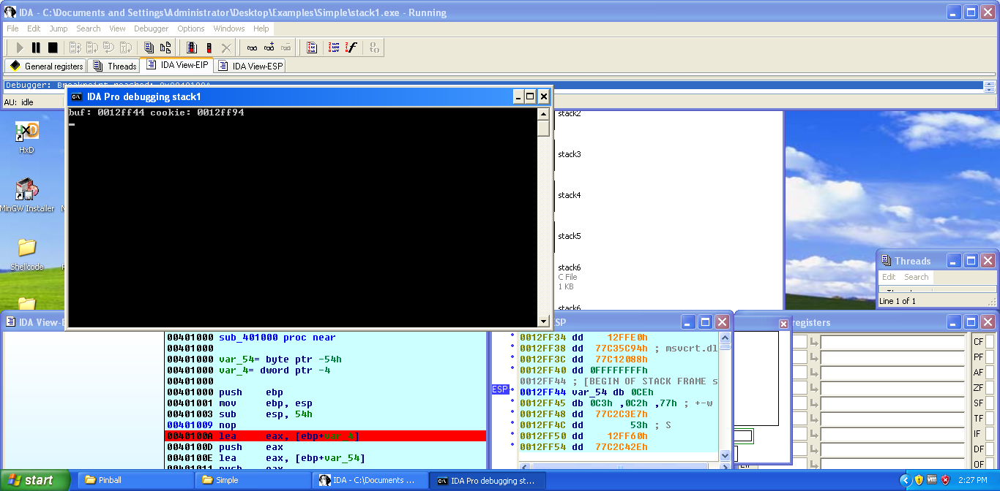 IDA - C:\Documents and Settings\Administrator\Desktop\Examples\Simple\stack1.exe - Running
File Edit Jump Search View Debugger Options Windows Help
General registers Threads IDA View-EIP IDA View-ESP
Debugger: Breakpoint reached: 0x0040100A
AU: idle
IDA Pro debugging stack1
buf: 0012ff44 cookie: 0012ff94
HxD
MinGW Installer
Shellcode
stack2
stack3
stack4
stack5
stack6
C File
1 KB
stack6
Threads
Edit Search
Line 1 of 1
IDA View-E
00401000 sub_401000 proc near
00401000
00401000 var_54= byte ptr -54h
00401000 var_4= dword ptr -4
00401000
00401000 push ebp
00401001 mov ebp, esp
00401003 sub esp, 54h
00401009 nop
0040100A lea eax, [ebp+var_4]
0040100D push eax
0040100E lea eax, [ebp+var_54]
00401011 push eax
ESP
ESP
0012FF34 dd 12FFE0h
0012FF38 dd 77C35C94h ; msvcrt.dl
0012FF3C dd 77C12088h
0012FF40 dd 0FFFFFFFFh
0012FF44 ; [BEGIN OF STACK FRAME s
0012FF44 var_54 db 0CEh
0012FF45 db 0C3h ,0C2h ,77h ; +-w
0012FF48 dd 77C2C3E7h
0012FF4C dd 53h ; S
0012FF50 dd 12FF60h
0012FF54 dd 77C2C42Eh
registers
CF
PF
AF
ZF
SF
TF
IF
DF
OF
start Pinball Simple IDA - C:\Documents ... IDA Pro debugging st... 2:27 PM